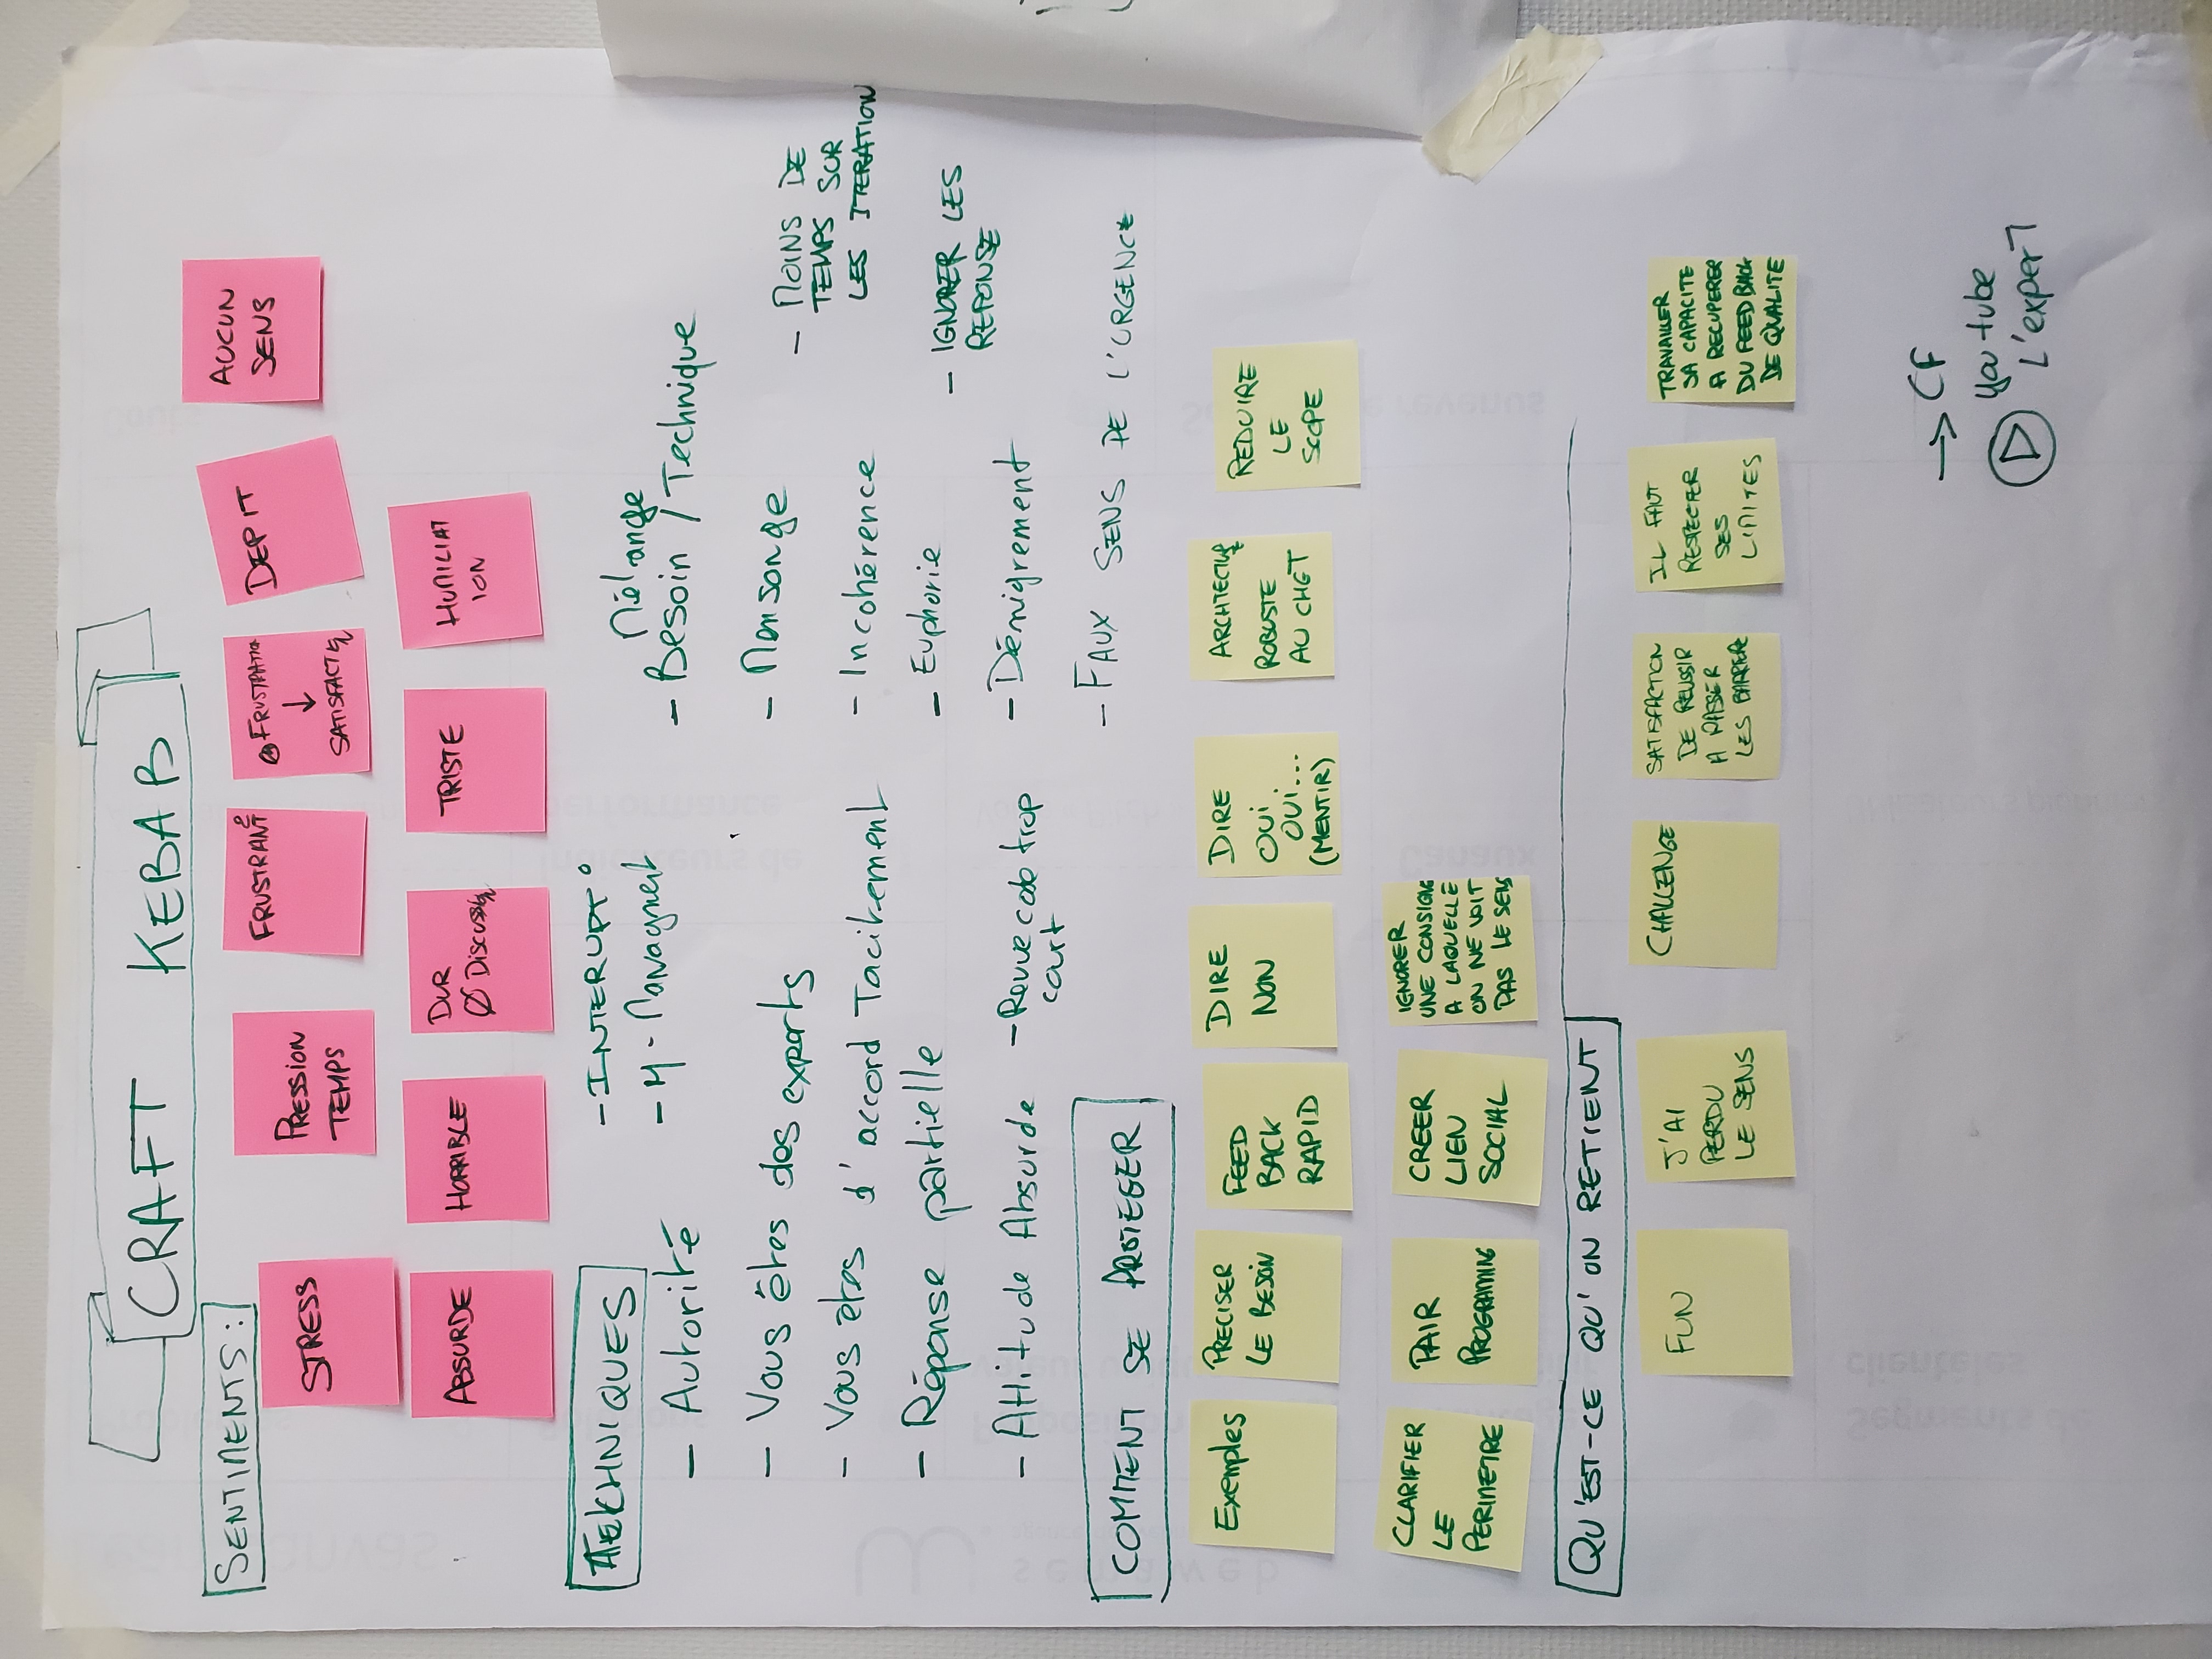 CRAFT KEBAB
SENTIMENTS :
STRESS
PRESSION
TEMPS
FRUSTRANT 2
FRUSTRATION
↓
SATISFACTION
DEPIT
AUCUN
SENS
ABSURDE
HORRIBLE
DUR
Ø DISCUSSION
TRISTE
HUMILIAT
ION
TEKHNIQUES
- INTERUPT°
- M - Managment
- Autorité
- Vous êtes des experts
- Vous êtes d'accord Tacitement
- Réponse partielle
- Attitude Absurde
- Revue code trop
court
Mélange
- Besoin / Technique
- Mensonge
- Incohérence
- Euphorie
- Dénigrement
- FAUX SENS DE L'URGENCE
- MOINS DE
TEMPS SUR
LES ITERATION
- IGNORER LES
REPONSE
COMMENT SE PROTEGER
Exemples
PRECISER
LE BESOIN
FEED
BACK
RAPID
DIRE
NON
DIRE
OUI
OUI...
(MENTIR)
ARCHITECTURE
ROBUSTE
AU CHGT
REDUIRE
LE
SCOPE
CLARIFIER
LE
PERIMETRE
PAIR
PROGRAMING
CREER
LIEN
SOCIAL
IGNORER
UNE CONSIGNE
A LAQUELLE
ON NE VOIT
PAS LE SENS
QU'EST-CE QU'ON RETIENT
FUN
J'AI
PERDU
LE SENS
CHALLENGE
SATISFACTION
DE REUSSIR
A PASSER
LES BARRIERE
IL FAUT
RESPECTER
SES
LIMITES
TRAVAILLER
SA CAPACITE
A RECUPERER
DU FEED BACK
DE QUALITE
→ CF
youtube
L'expert